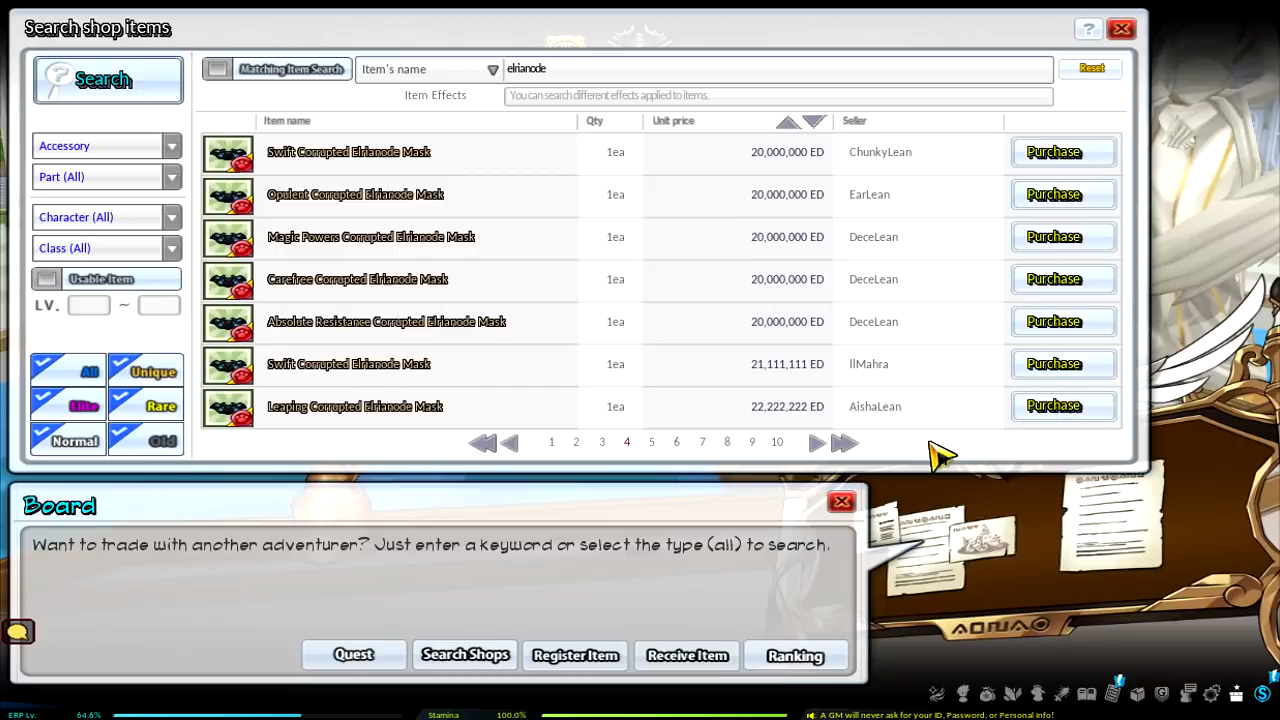 Search shop items
?
Search
Matching Item Search
Item's name
elrianode
Reset
Item Effects
You can search different effects applied to items.
Item name
Qty
Unit price
Seller
Accessory
Part (All)
Character (All)
Class (All)
Usable Item
LV. ~
All
Unique
Elite
Rare
Normal
Old
Swift Corrupted Elrianode Mask 1ea 20,000,000 ED ChunkyLean Purchase
Opulent Corrupted Elrianode Mask 1ea 20,000,000 ED EarLean Purchase
Magic Powers Corrupted Elrianode Mask 1ea 20,000,000 ED DeceLean Purchase
Carefree Corrupted Elrianode Mask 1ea 20,000,000 ED DeceLean Purchase
Absolute Resistance Corrupted Elrianode Mask 1ea 20,000,000 ED DeceLean Purchase
Swift Corrupted Elrianode Mask 1ea 21,111,111 ED llMahra Purchase
Leaping Corrupted Elrianode Mask 1ea 22,222,222 ED AishaLean Purchase
1 2 3 4 5 6 7 8 9 10
Board
Want to trade with another adventurer? Just enter a keyword or select the type (all) to search.
Quest
Search Shops
Register Item
Receive Item
Ranking
ERP Lv. 64.6%
Stamina 100.0%
A GM will never ask for your ID, Password, or Personal Info!